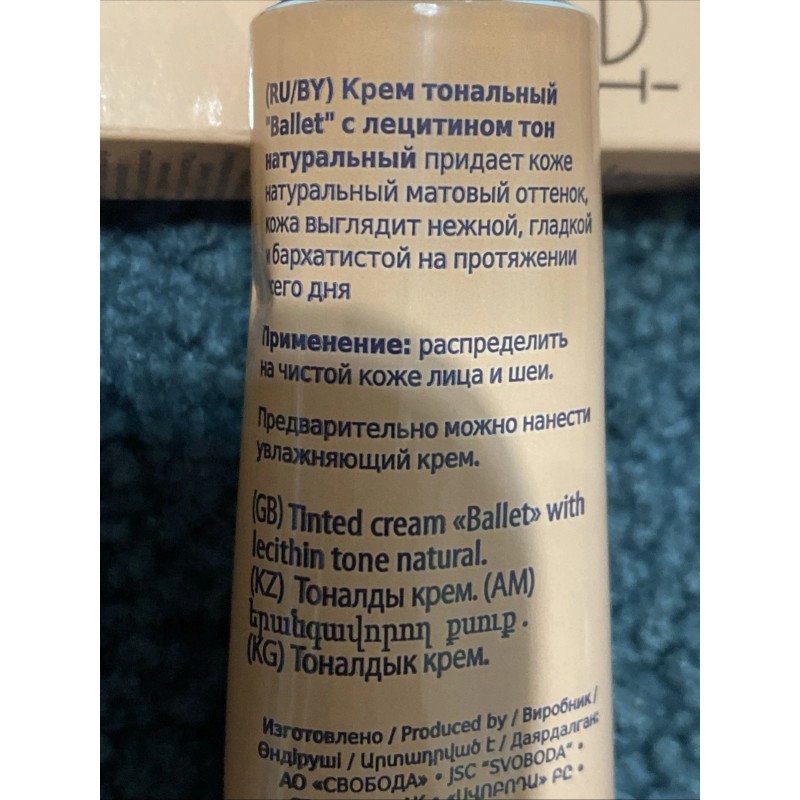 (RU/BY) Крем тональный
"Ballet" с лецитином тон
натуральный придает коже
натуральный матовый оттенок,
кожа выглядит нежной, гладкой
и бархатистой на протяжении
всего дня
Применение: распределить
на чистой коже лица и шеи.
Предварительно можно нанести
увлажняющий крем.
(GB) Tinted cream «Ballet» with
lecithin tone natural.
(KZ) Тоналды крем. (AM)
Երանգավորող քսուք.
(KG) Тоналдык крем.
Изготовлено / Produced by / Виробник /
Өндіруші / Արտադրված է / Даярдалган:
АО «СВОБОДА» • JSC "SVOBODA" •
«ՍՎՈԲՈԴԱ» ԲԸ •